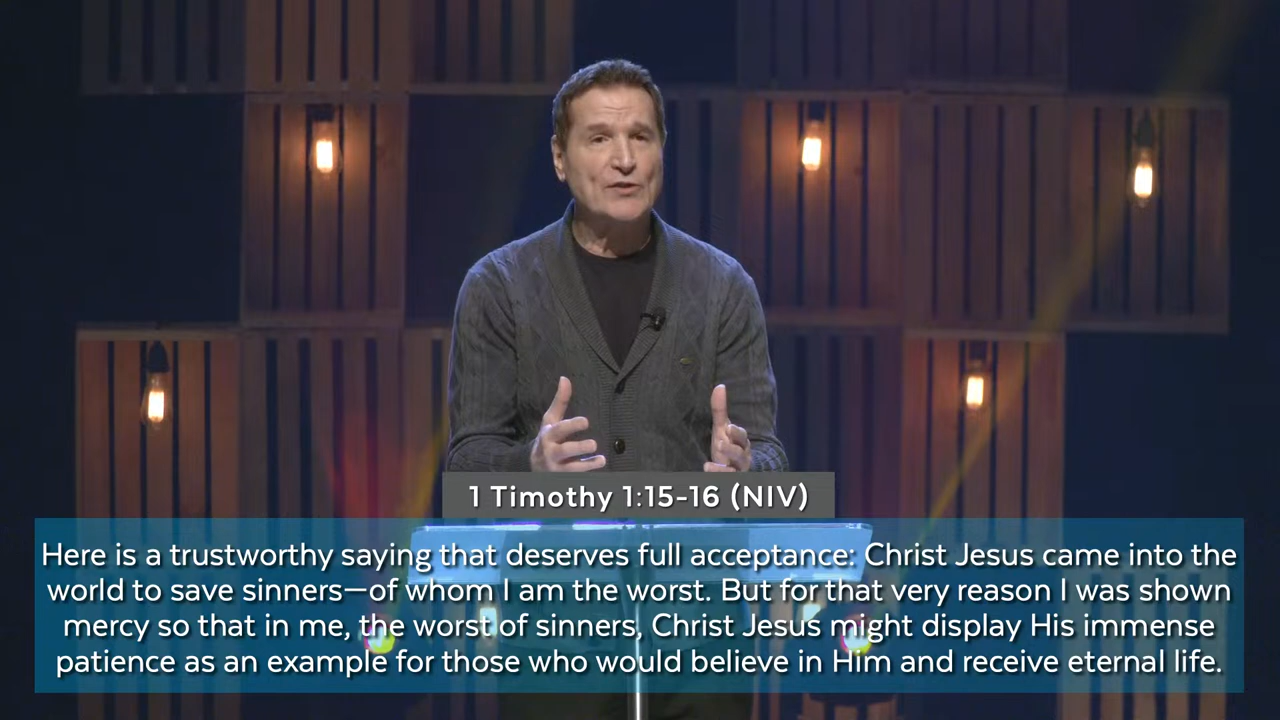 1 Timothy 1:15-16 (NIV)
Here is a trustworthy saying that deserves full acceptance: Christ Jesus came into the
world to save sinners—of whom I am the worst. But for that very reason I was shown
mercy so that in me, the worst of sinners, Christ Jesus might display His immense
patience as an example for those who would believe in Him and receive eternal life.